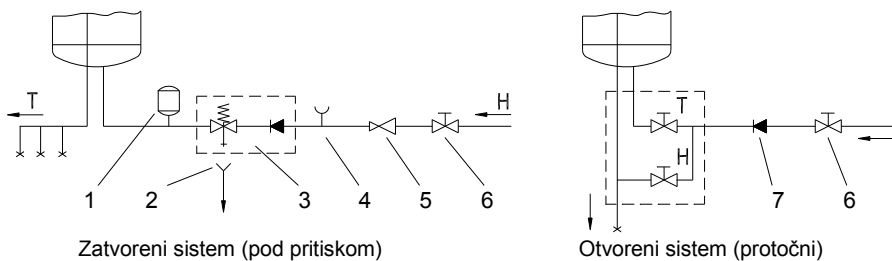 T
H
1
2
3
4
5
6
Zatvoreni sistem (pod pritiskom)
T
H
7
6
Otvoreni sistem (protočni)